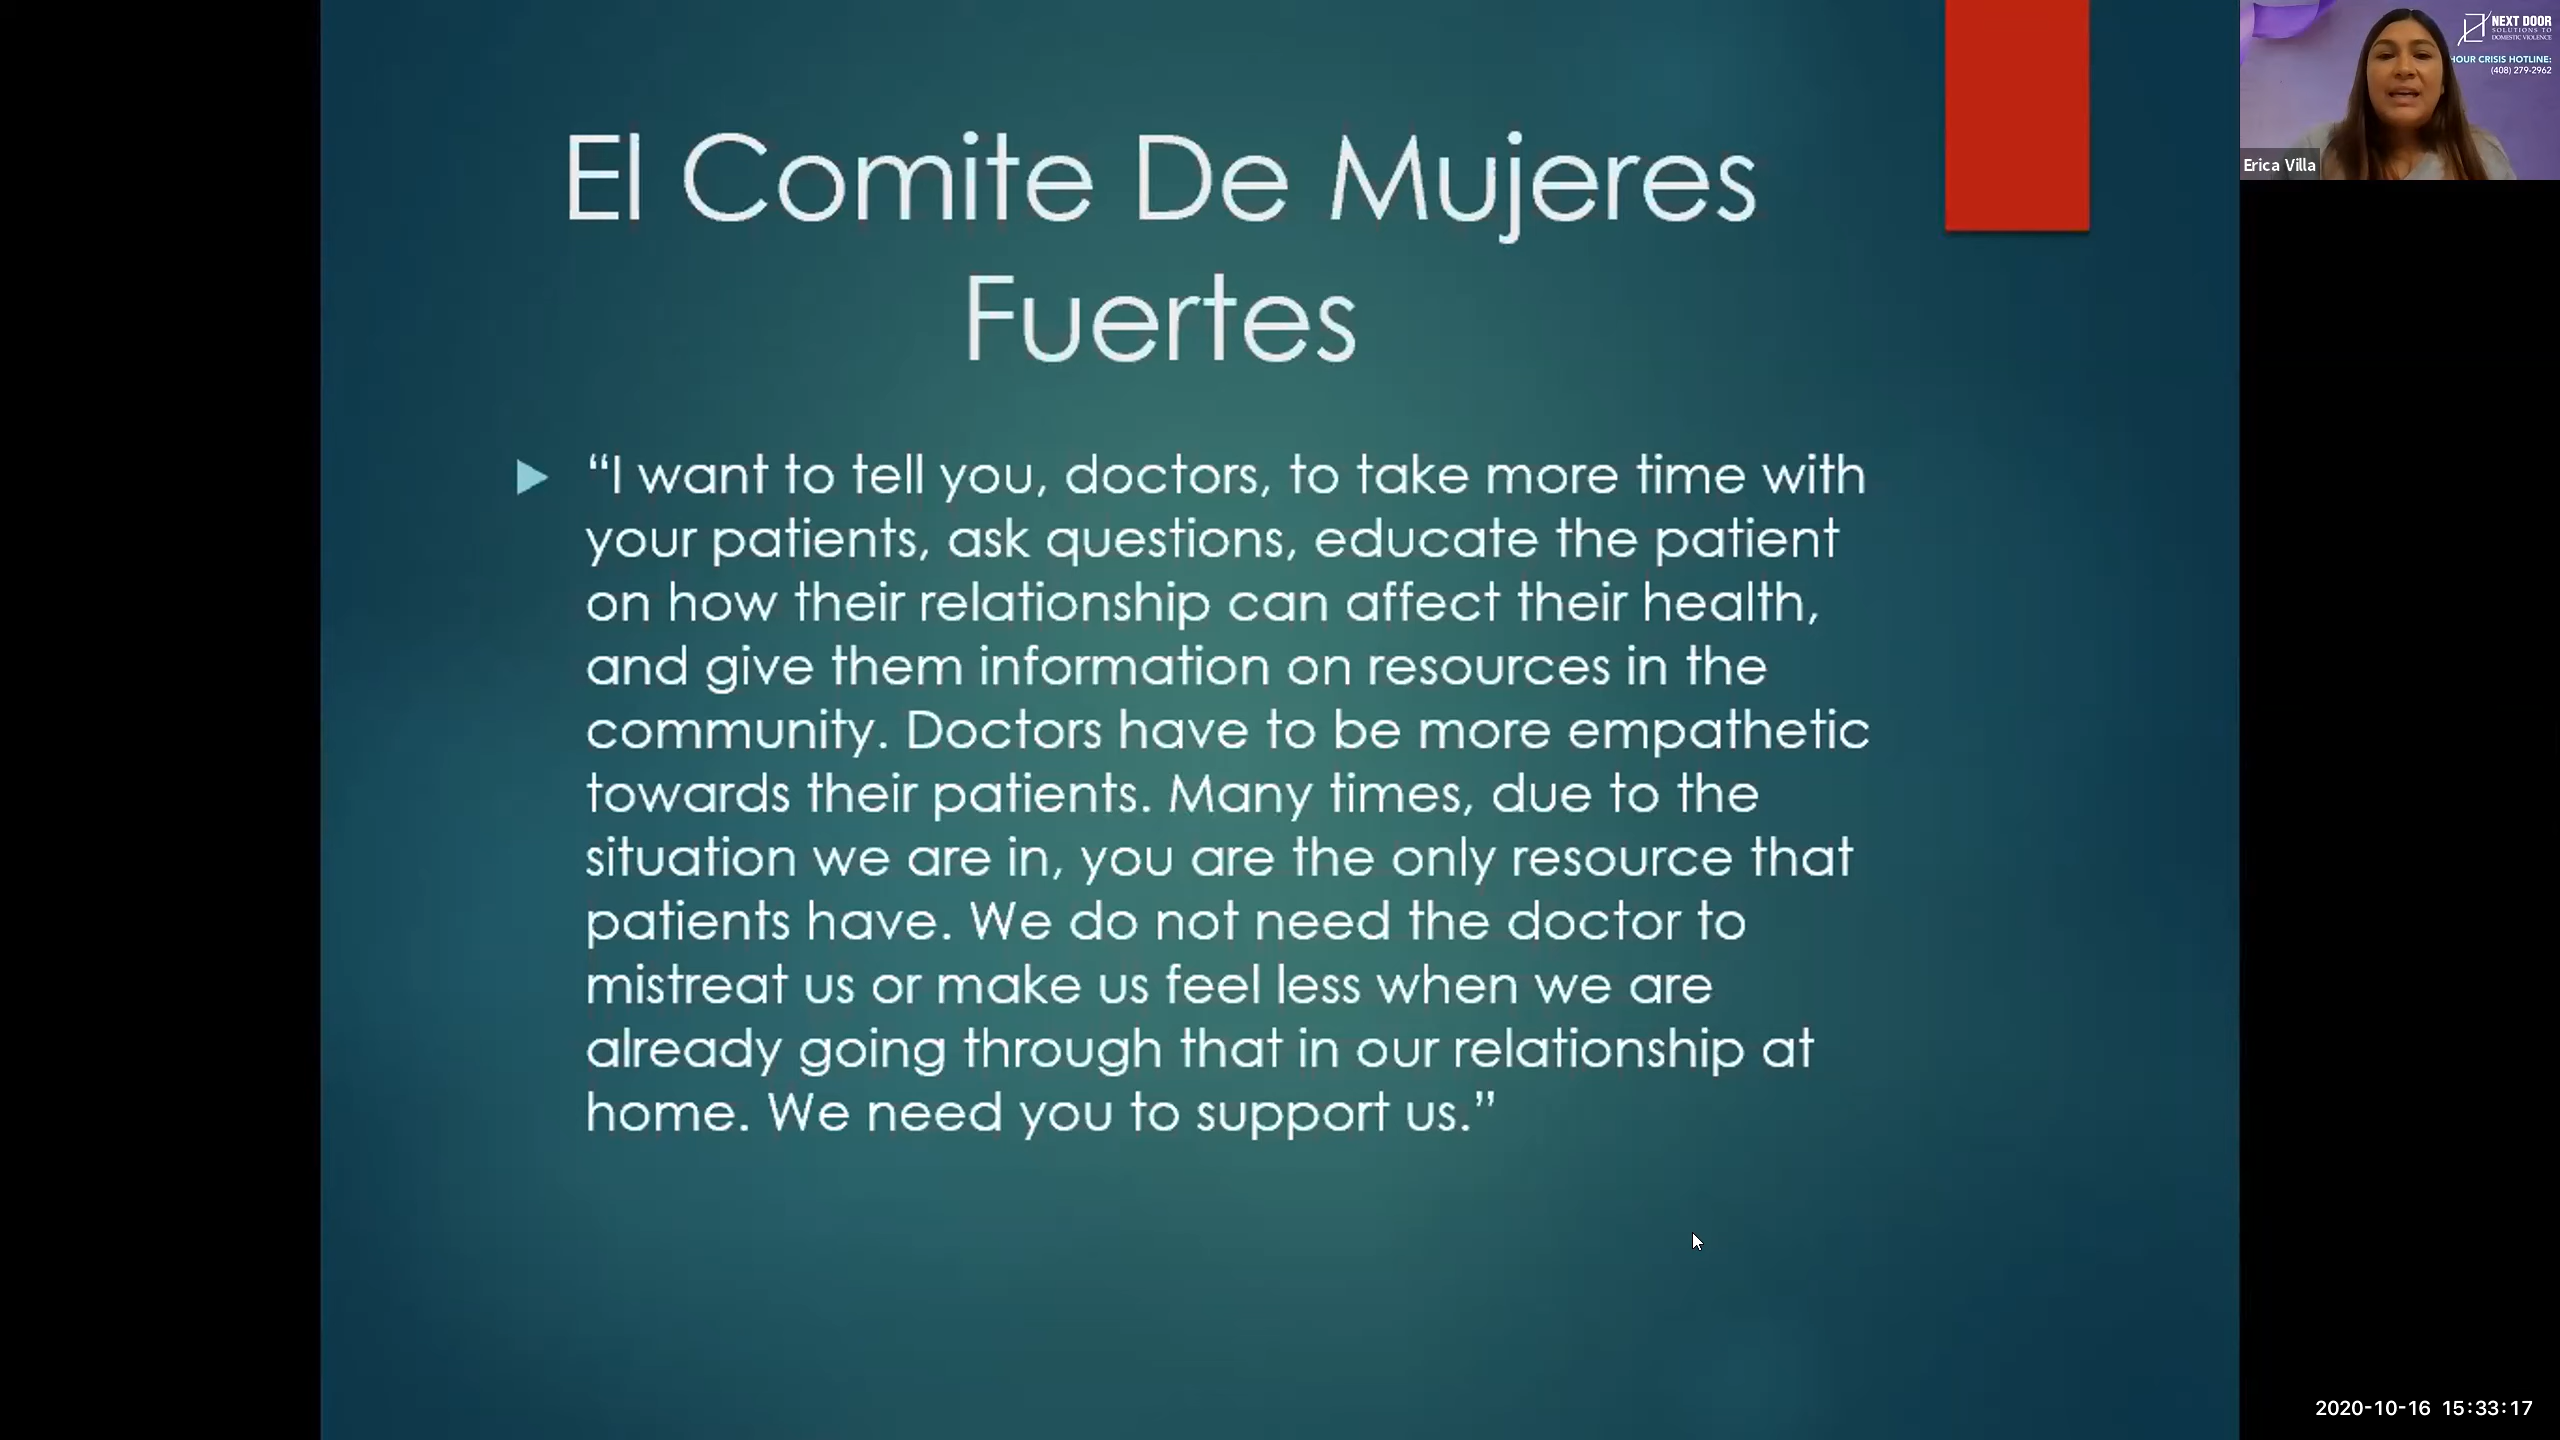 El Comite De Mujeres
Fuertes
“I want to tell you, doctors, to take more time with
your patients, ask questions, educate the patient
on how their relationship can affect their health,
and give them information on resources in the
community. Doctors have to be more empathetic
towards their patients. Many times, due to the
situation we are in, you are the only resource that
patients have. We do not need the doctor to
mistreat us or make us feel less when we are
already going through that in our relationship at
home. We need you to support us.”
NEXT DOOR
SOLUTIONS TO
DOMESTIC VIOLENCE
HOUR CRISIS HOTLINE:
(408) 279-2962
Erica Villa
2020-10-16 15:33:17